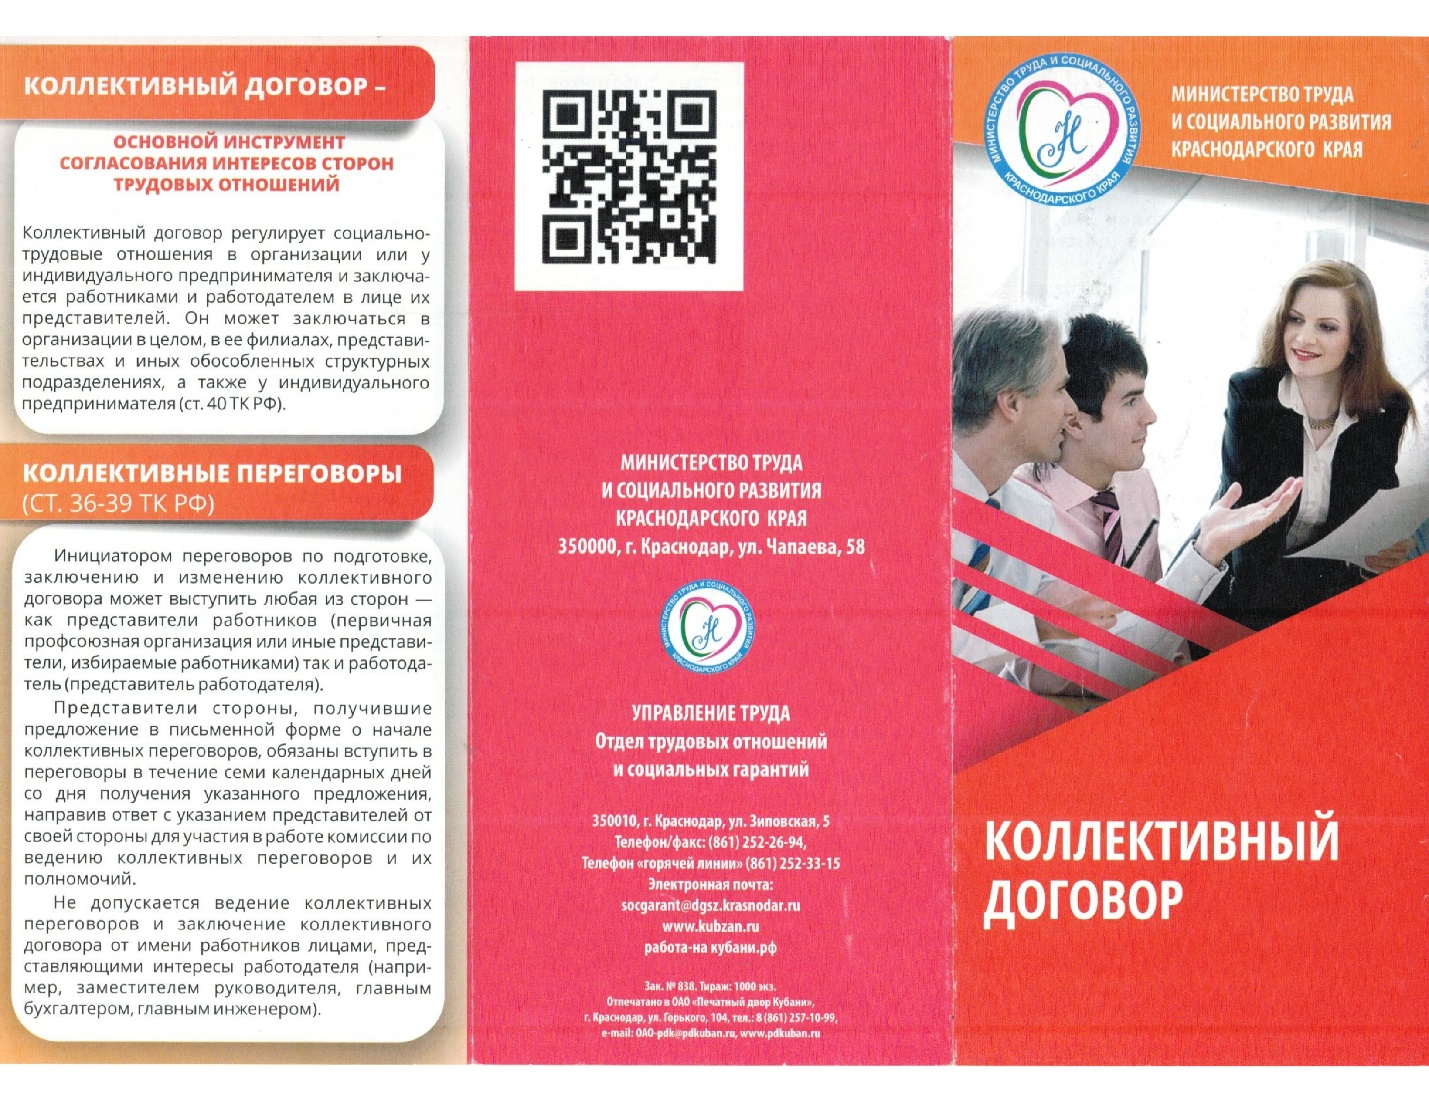 КОЛЛЕКТИВНЫЙ ДОГОВОР –
ОСНОВНОЙ ИНСТРУМЕНТ
СОГЛАСОВАНИЯ ИНТЕРЕСОВ СТОРОН
ТРУДОВЫХ ОТНОШЕНИЙ
Коллективный договор регулирует социально-
трудовые отношения в организации или у
индивидуального предпринимателя и заключа-
ется работниками и работодателем в лице их
представителей. Он может заключаться в
организации в целом, в ее филиалах, представи-
тельствах и иных обособленных структурных
подразделениях, а также у индивидуального
предпринимателя (ст. 40 ТК РФ).
КОЛЛЕКТИВНЫЕ ПЕРЕГОВОРЫ
(СТ. 36-39 ТК РФ)
Инициатором переговоров по подготовке,
заключению и изменению коллективного
договора может выступить любая из сторон —
как представители работников (первичная
профсоюзная организация или иные представи-
тели, избираемые работниками) так и работода-
тель (представитель работодателя).
Представители стороны, получившие
предложение в письменной форме о начале
коллективных переговоров, обязаны вступить в
переговоры в течение семи календарных дней
со дня получения указанного предложения,
направив ответ с указанием представителей от
своей стороны для участия в работе комиссии по
ведению коллективных переговоров и их
полномочий.
Не допускается ведение коллективных
переговоров и заключение коллективного
договора от имени работников лицами, пред-
ставляющими интересы работодателя (напри-
мер, заместителем руководителя, главным
бухгалтером, главным инженером).
МИНИСТЕРСТВО ТРУДА
И СОЦИАЛЬНОГО РАЗВИТИЯ
КРАСНОДАРСКОГО КРАЯ
350000, г. Краснодар, ул. Чапаева, 58
МИНИСТЕРСТВО ТРУДА И СОЦИАЛЬНОГО РАЗВИТИЯ
КРАСНОДАРСКОГО КРАЯ
Н
УПРАВЛЕНИЕ ТРУДА
Отдел трудовых отношений
и социальных гарантий
350010, г. Краснодар, ул. Зиповская, 5
Телефон/факс: (861) 252-26-94,
Телефон «горячей линии» (861) 252-33-15
Электронная почта:
socgarant@dgsz.krasnodar.ru
www.kubzan.ru
работа-на кубани.рф
Зак. № 838. Тираж: 1000 экз.
Отпечатано в ОАО «Печатный двор Кубани»,
г. Краснодар, ул. Горького, 104, тел.: 8 (861) 257-10-99,
e-mail: OAO-pdk@pdkuban.ru, www.pdkuban.ru
МИНИСТЕРСТВО ТРУДА И СОЦИАЛЬНОГО РАЗВИТИЯ
КРАСНОДАРСКОГО КРАЯ
Н
МИНИСТЕРСТВО ТРУДА
И СОЦИАЛЬНОГО РАЗВИТИЯ
КРАСНОДАРСКОГО КРАЯ
КОЛЛЕКТИВНЫЙ
ДОГОВОР